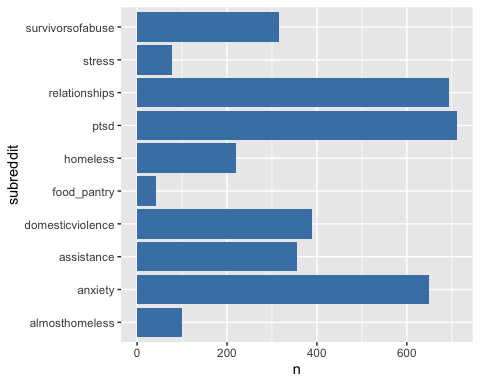 survivorsofabuse
stress
relationships
ptsd
homeless
food_pantry
domesticviolence
assistance
anxiety
almosthomeless
subreddit
0 200 400 600
n